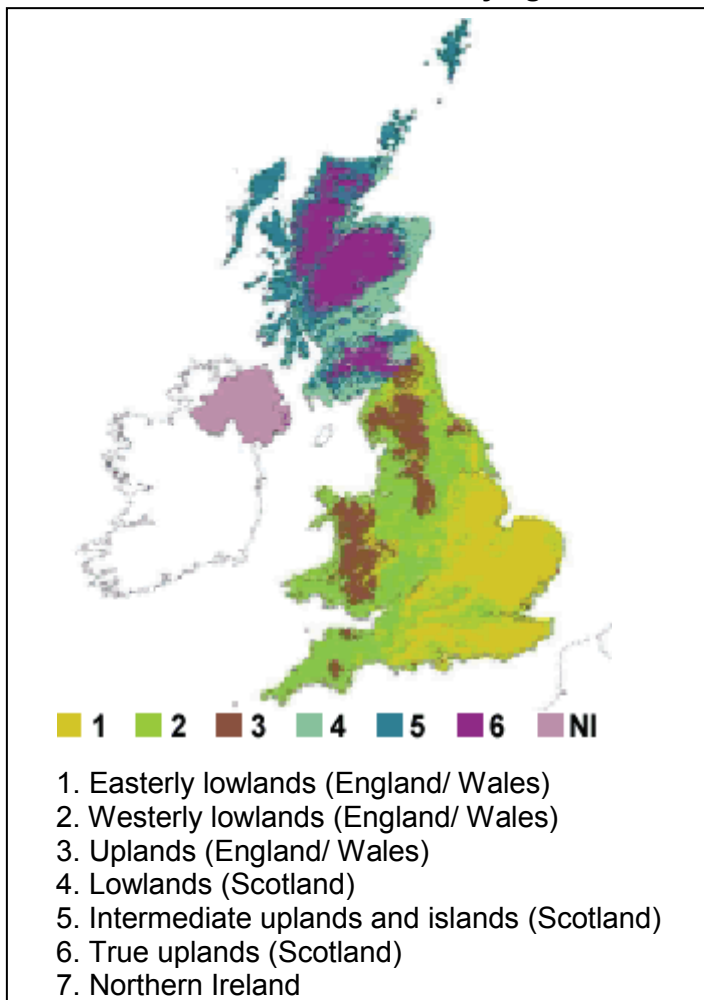 1 2 3 4 5 6 NI
1. Easterly lowlands (England/ Wales)
2. Westerly lowlands (England/ Wales)
3. Uplands (England/ Wales)
4. Lowlands (Scotland)
5. Intermediate uplands and islands (Scotland)
6. True uplands (Scotland)
7. Northern Ireland